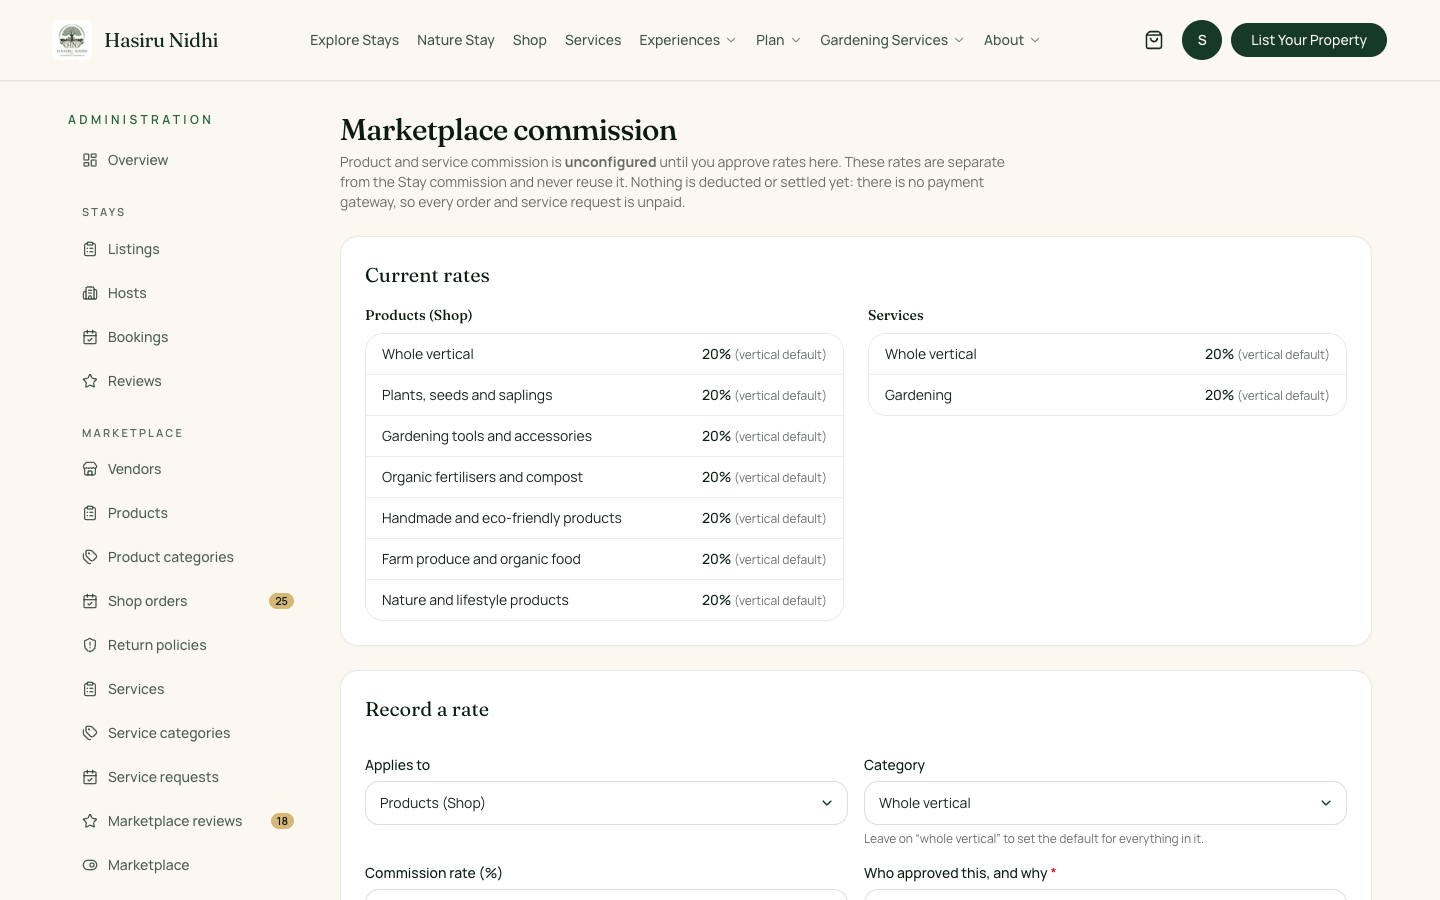 Hasiru Nidhi
Explore Stays
Nature Stay
Shop
Services
Experiences
Plan
Gardening Services
About
S
List Your Property
ADMINISTRATION
Overview
STAYS
Listings
Hosts
Bookings
Reviews
MARKETPLACE
Vendors
Products
Product categories
Shop orders 25
Return policies
Services
Service categories
Service requests
Marketplace reviews 18
Marketplace
Marketplace commission
Product and service commission is unconfigured until you approve rates here. These rates are separate
from the Stay commission and never reuse it. Nothing is deducted or settled yet: there is no payment
gateway, so every order and service request is unpaid.
Current rates
Products (Shop)
Whole vertical 20% (vertical default)
Plants, seeds and saplings 20% (vertical default)
Gardening tools and accessories 20% (vertical default)
Organic fertilisers and compost 20% (vertical default)
Handmade and eco-friendly products 20% (vertical default)
Farm produce and organic food 20% (vertical default)
Nature and lifestyle products 20% (vertical default)
Services
Whole vertical 20% (vertical default)
Gardening 20% (vertical default)
Record a rate
Applies to
Products (Shop)
Category
Whole vertical
Leave on “whole vertical” to set the default for everything in it.
Commission rate (%)
Who approved this, and why *